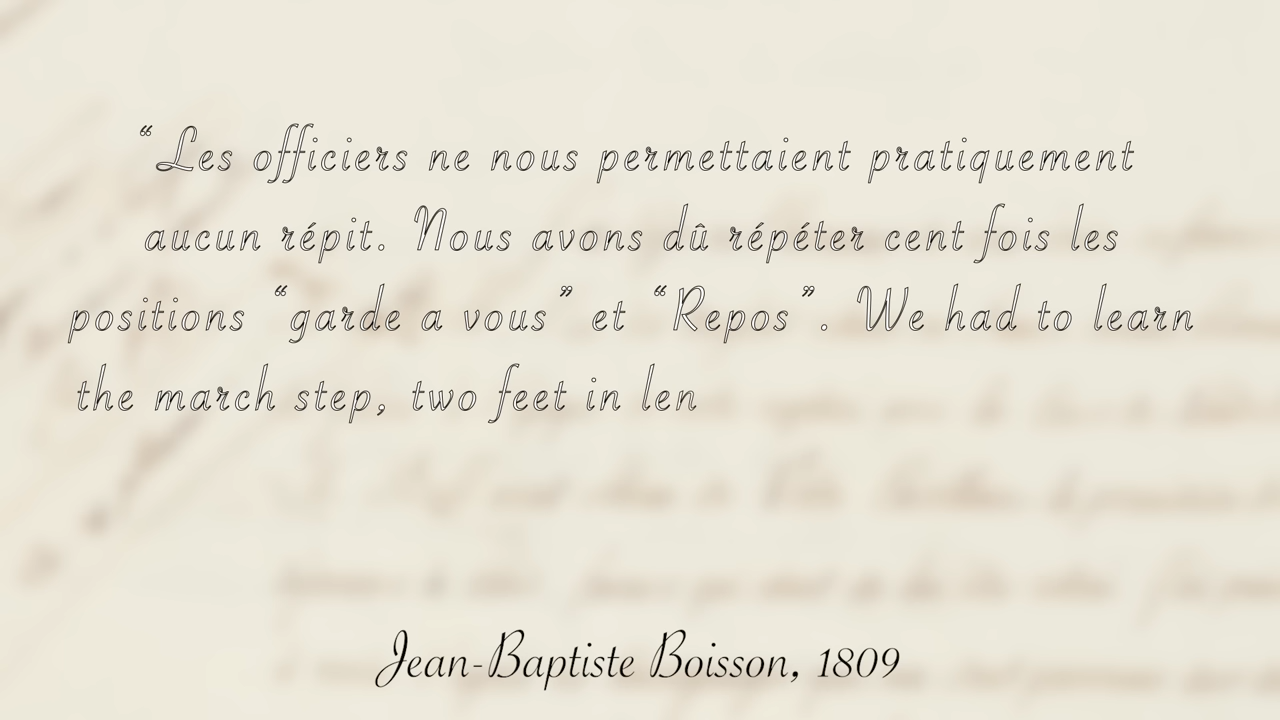 “Les officiers ne nous permettaient pratiquement
aucun répit. Nous avons dû répéter cent fois les
positions “garde a vous” et “Repos”. We had to learn
the march step, two feet in len
Jean-Baptiste Boisson, 1809